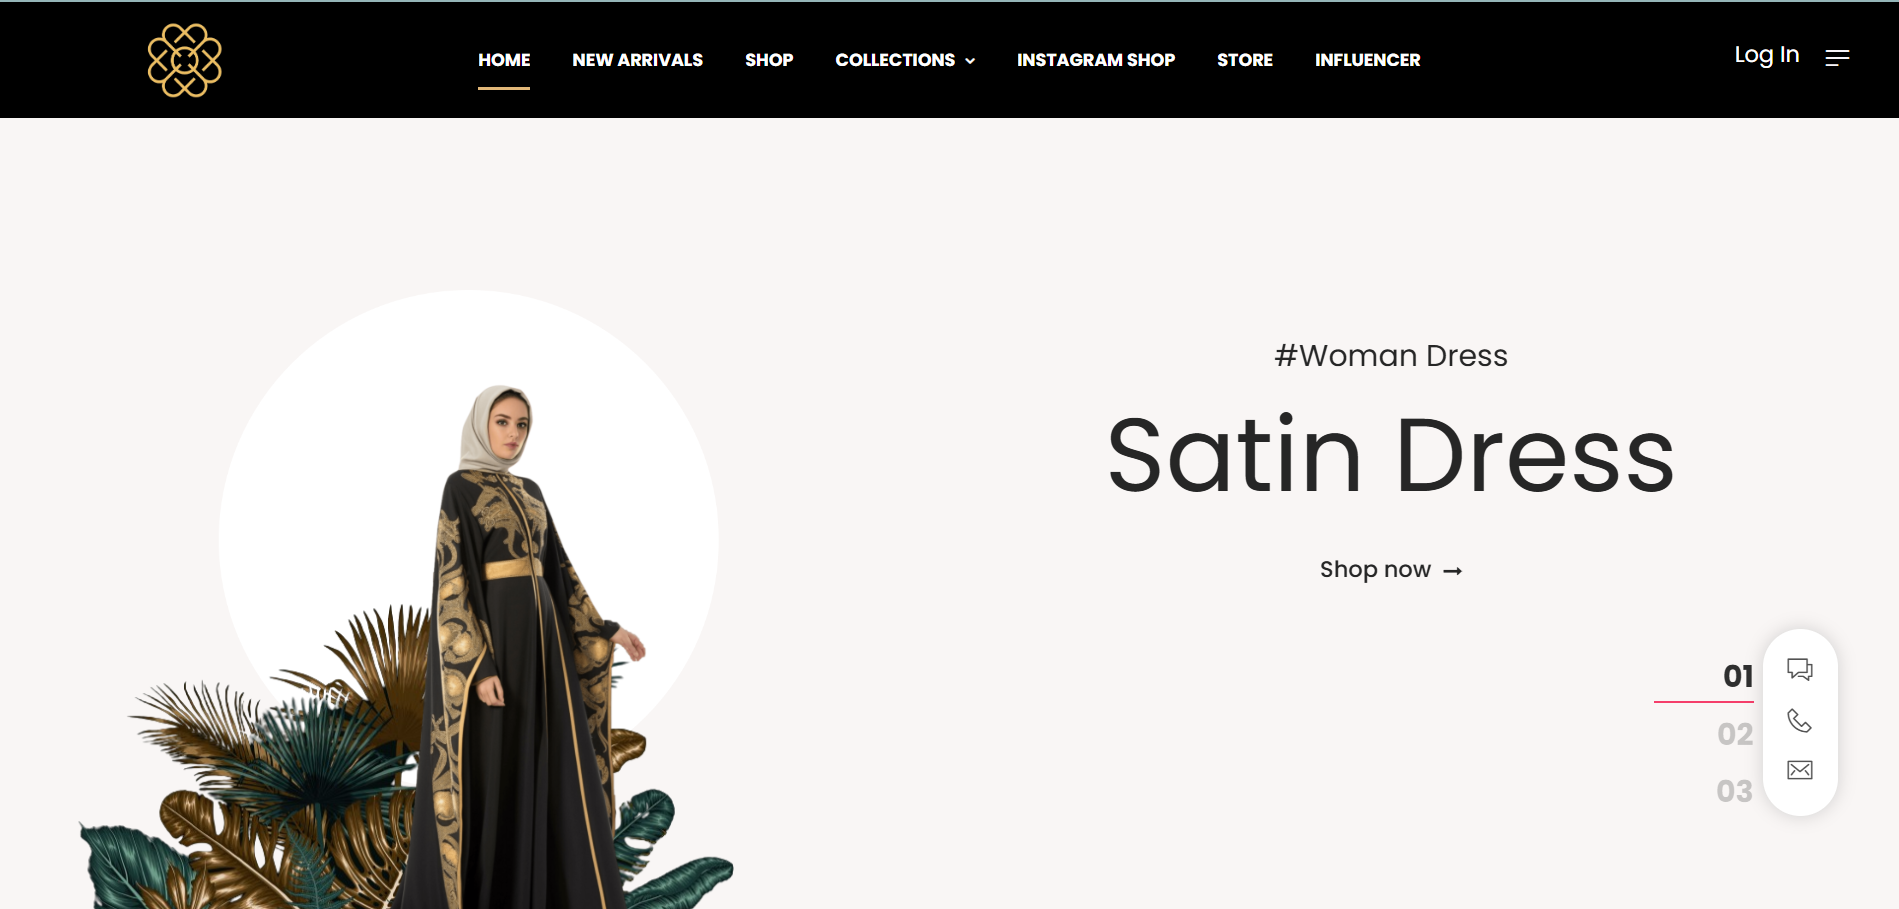 HOME NEW ARRIVALS SHOP COLLECTIONS INSTAGRAM SHOP STORE INFLUENCER Log In
#Woman Dress
Satin Dress
Shop now
01
02
03